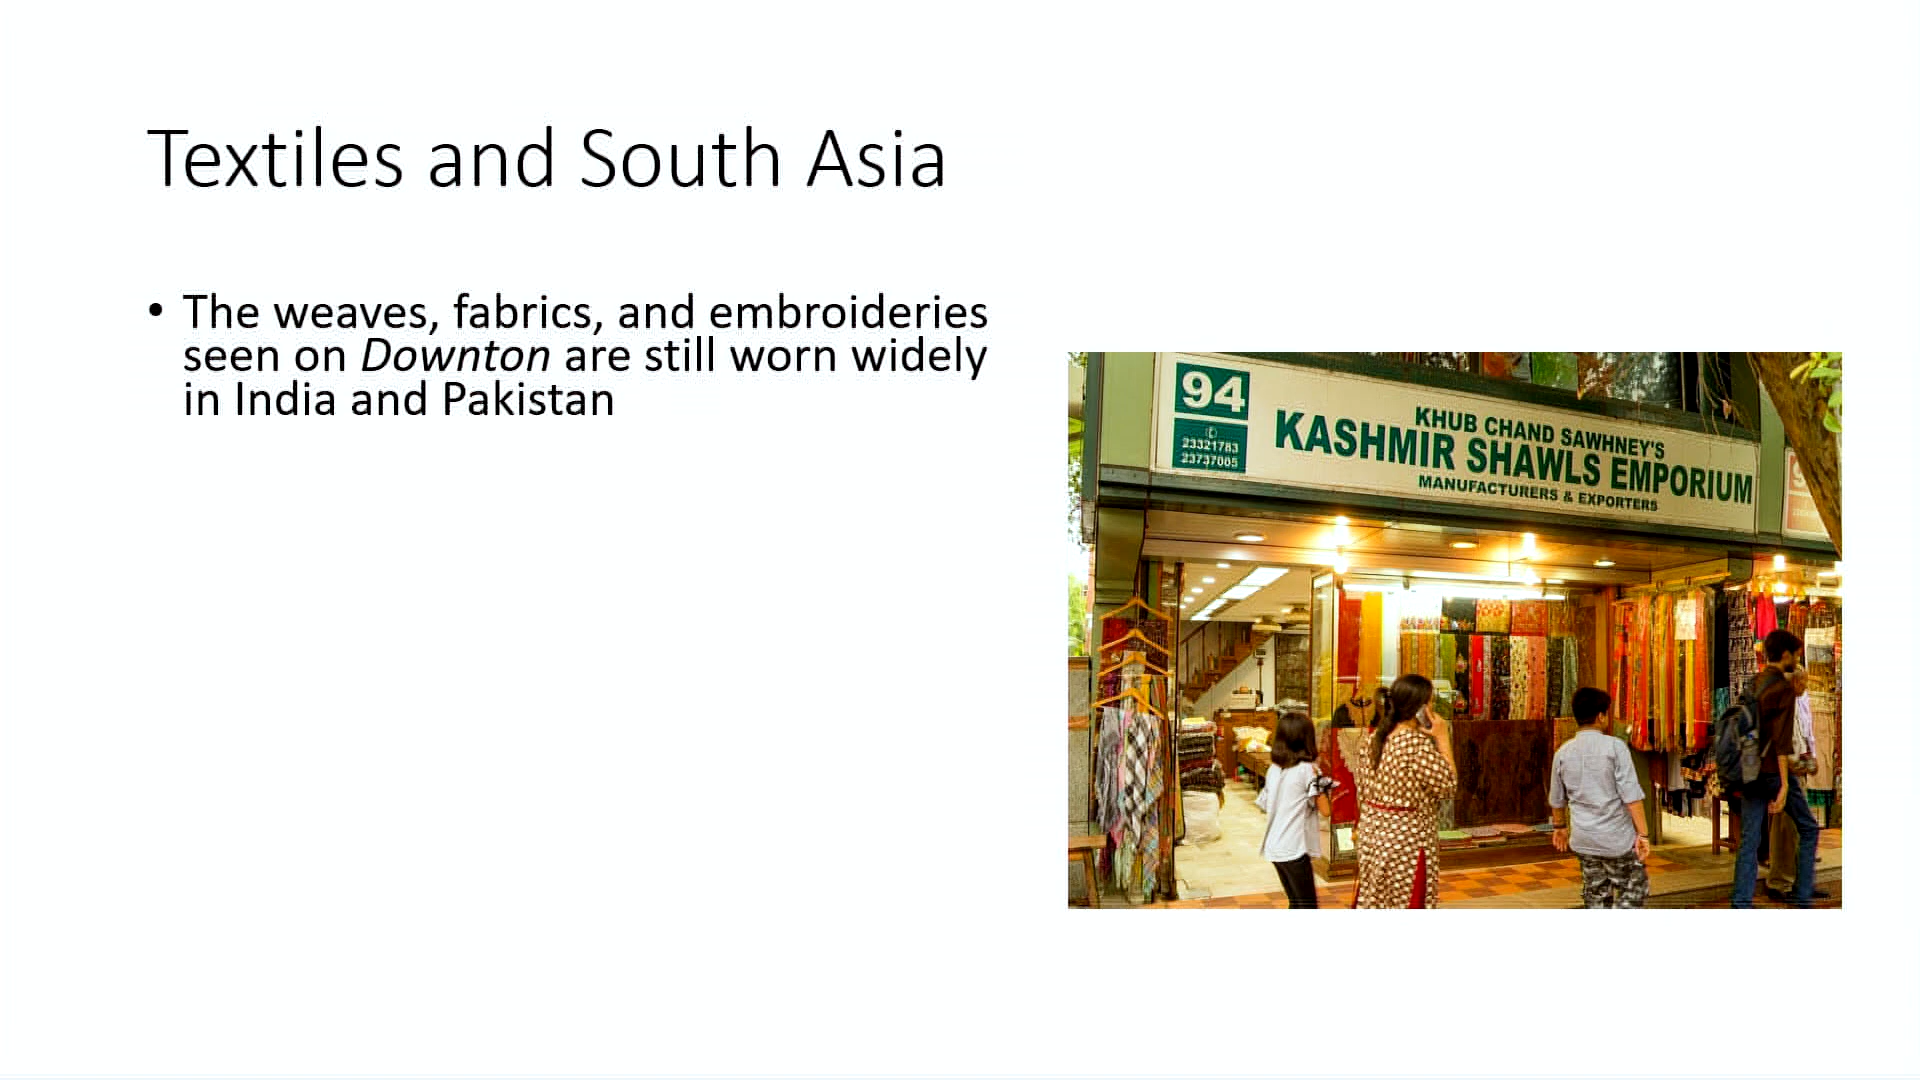 Textiles and South Asia
• The weaves, fabrics, and embroideries
seen on Downton are still worn widely
in India and Pakistan
94
23321783
23737005
KHUB CHAND SAWHNEY'S
KASHMIR SHAWLS EMPORIUM
MANUFACTURERS & EXPORTERS